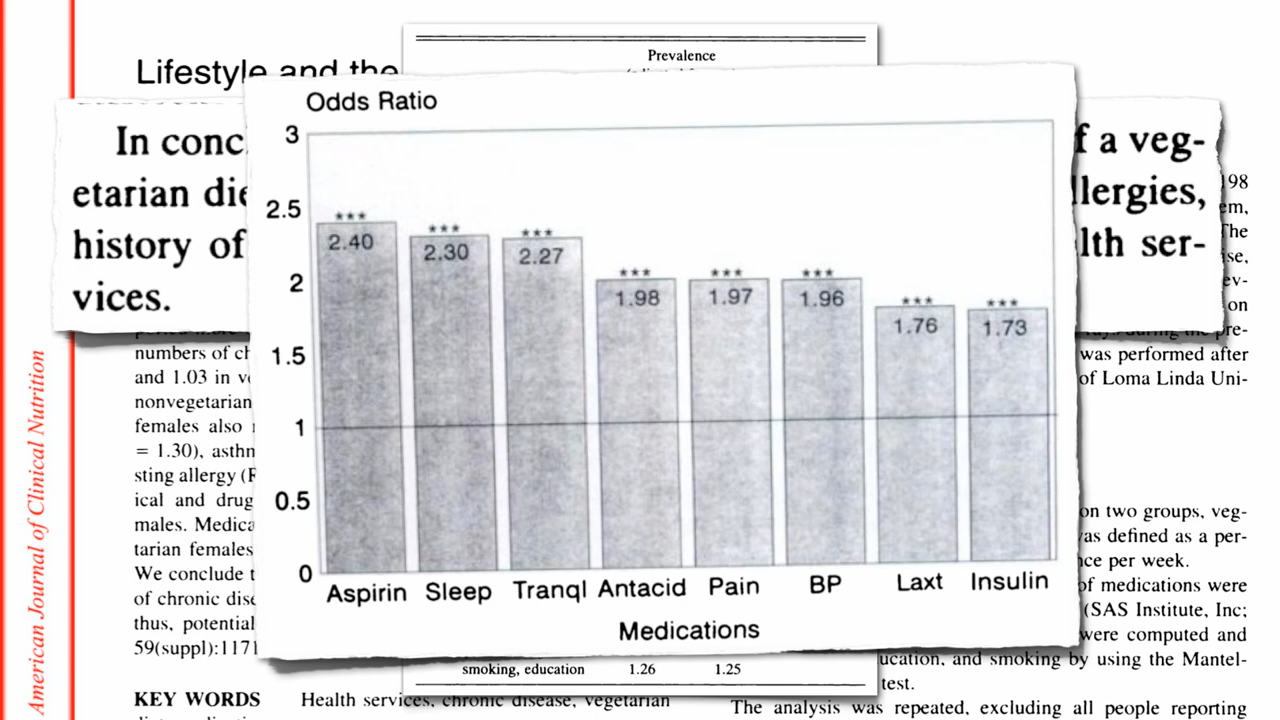 Lifestyle and the
Prevalence
In conc
f a veg-
etarian die
llergies,
history of
lth ser-
vices.
Odds Ratio
3
2.5
2
1.5
1
0.5
0
***
2.40
***
2.30
***
2.27
***
1.98
***
1.97
***
1.96
***
1.76
***
1.73
Aspirin Sleep Tranql Antacid Pain BP Laxt Insulin
Medications
American Journal of Clinical Nutrition
numbers of ch
and 1.03 in v
nonvegetarian
females also
= 1.30), asthm
sting allergy (
ical and drug
males. Medica
tarian females
We conclude t
of chronic dise
thus, potential
59(suppl):117
KEY WORDS Health services, chronic disease, vegetarian
smoking, education 1.26 1.25
198
em,
The
ise,
ev-
on
during the pre-
was performed after
of Loma Linda Uni-
on two groups, veg-
as defined as a per-
nce per week.
of medications were
(SAS Institute, Inc;
were computed and
ucation, and smoking by using the Mantel-
test.
The analysis was repeated, excluding all people reporting